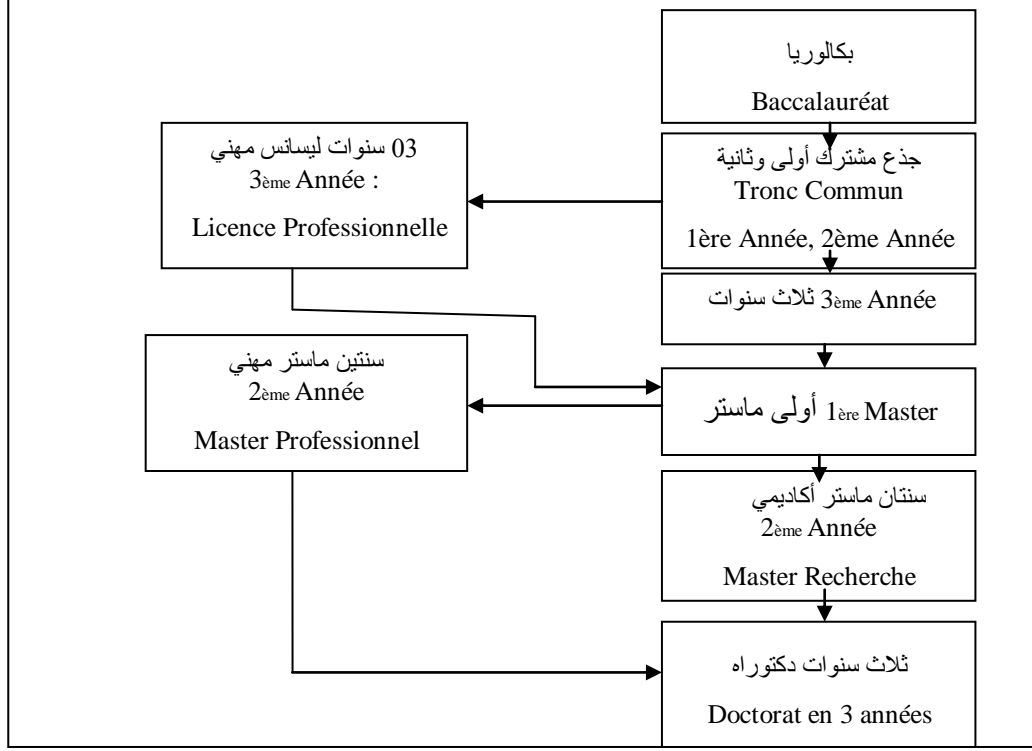 بكالوريا
Baccalauréat
جذع مشترك أولى وثانية
Tronc Commun
1ère Année, 2ème Année
03 سنوات ليسانس مهني
3ème Année :
Licence Professionnelle
3ème Année ثلاث سنوات
سنتين ماستر مهني
2ème Année
Master Professionnel
1ère Master أولى ماستر
سنتان ماستر أكاديمي
2ème Année
Master Recherche
ثلاث سنوات دكتوراه
Doctorat en 3 années